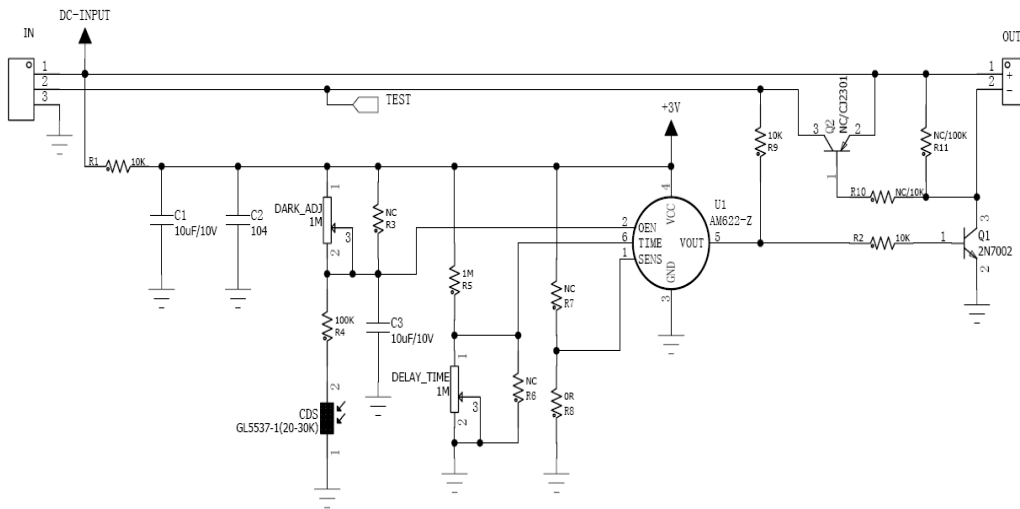 DC-INPUT
IN
OUT
1
2
3
1
+
2
−
TEST
+3V
R1
10K
C1
10uF/10V
C2
104
1
DARK_ADJ
1M
3
2
NC
R3
100K
R4
C3
10uF/10V
2
CDS
GL5537-1(20-30K)
1
1M
R5
1
DELAY_TIME
1M
3
2
NC
R6
NC
R7
0R
R8
U1
AM622-Z
4
VCC
2
OEN
6
TIME
1
SENS
VOUT
5
GND
3
10K
R9
3
Q2
2
NC/CJ2301
1
R10
NC/10K
NC/100K
R11
R2
10K
1
3
Q1
2N7002
2